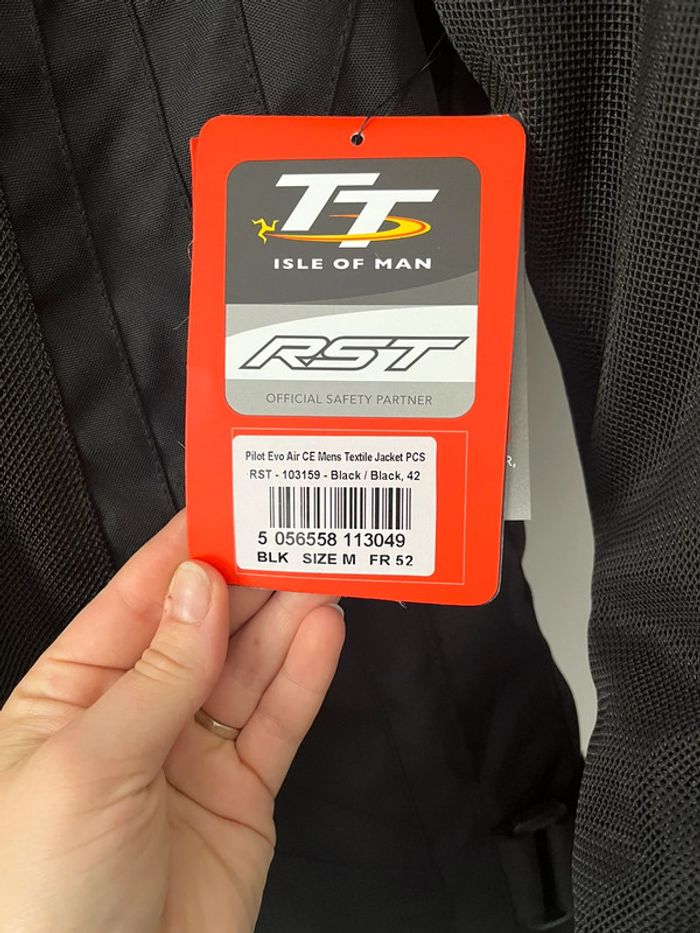 TT
ISLE OF MAN
RST
OFFICIAL SAFETY PARTNER
Pilot Evo Air CE Mens Textile Jacket PCS
RST - 103159 - Black / Black, 42
5 056558 113049
BLK SIZE M FR 52
R,